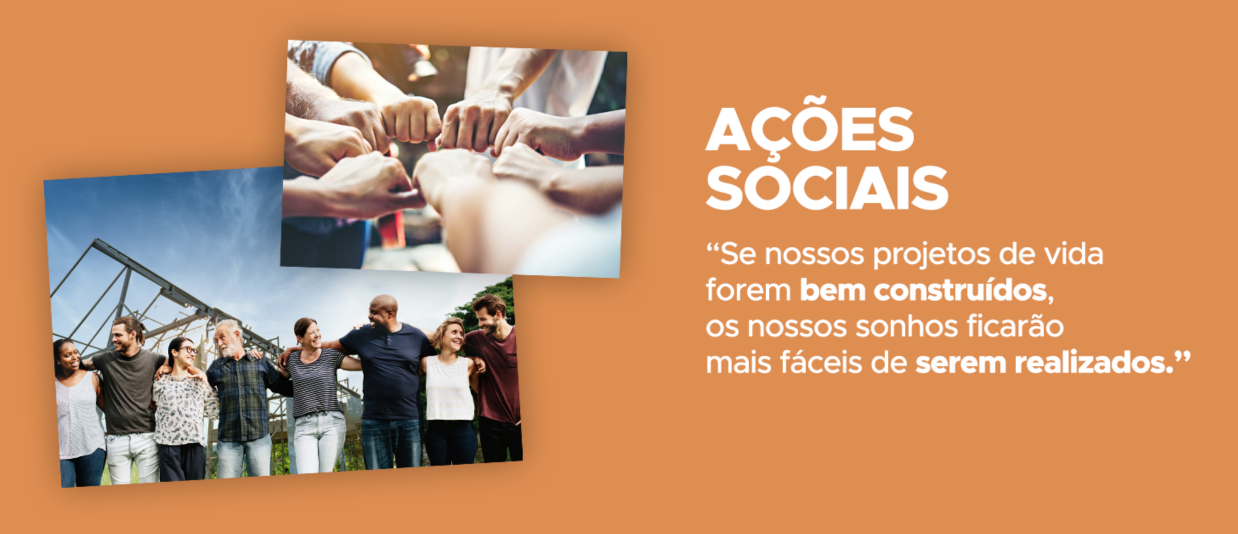 AÇÕES
SOCIAIS
“Se nossos projetos de vida
forem bem construídos,
os nossos sonhos ficarão
mais fáceis de serem realizados.”